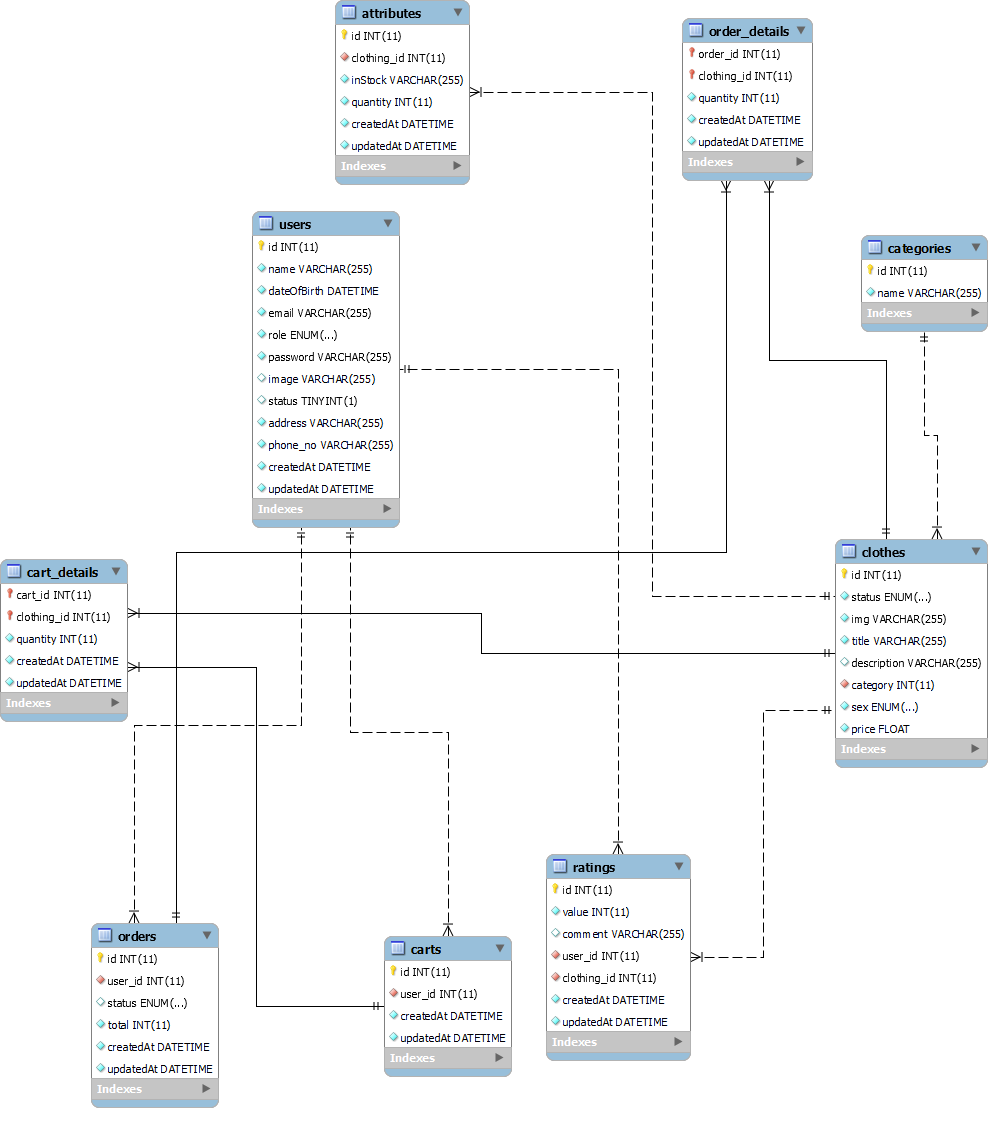 attributes
id INT(11)
clothing_id INT(11)
inStock VARCHAR(255)
quantity INT(11)
createdAt DATETIME
updatedAt DATETIME
Indexes
order_details
order_id INT(11)
clothing_id INT(11)
quantity INT(11)
createdAt DATETIME
updatedAt DATETIME
Indexes
users
id INT(11)
name VARCHAR(255)
dateOfBirth DATETIME
email VARCHAR(255)
role ENUM(...)
password VARCHAR(255)
image VARCHAR(255)
status TINYINT(1)
address VARCHAR(255)
phone_no VARCHAR(255)
createdAt DATETIME
updatedAt DATETIME
Indexes
categories
id INT(11)
name VARCHAR(255)
Indexes
cart_details
cart_id INT(11)
clothing_id INT(11)
quantity INT(11)
createdAt DATETIME
updatedAt DATETIME
Indexes
clothes
id INT(11)
status ENUM(...)
img VARCHAR(255)
title VARCHAR(255)
description VARCHAR(255)
category INT(11)
sex ENUM(...)
price FLOAT
Indexes
orders
id INT(11)
user_id INT(11)
status ENUM(...)
total INT(11)
createdAt DATETIME
updatedAt DATETIME
Indexes
carts
id INT(11)
user_id INT(11)
createdAt DATETIME
updatedAt DATETIME
Indexes
ratings
id INT(11)
value INT(11)
comment VARCHAR(255)
user_id INT(11)
clothing_id INT(11)
createdAt DATETIME
updatedAt DATETIME
Indexes